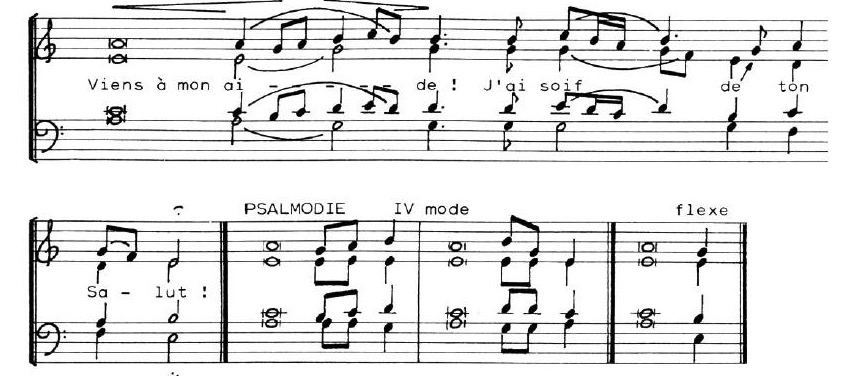 Viens à mon ai - - - - - de ! J'ai soif de ton
PSALMODIE IV mode flexe
Sa - lut !